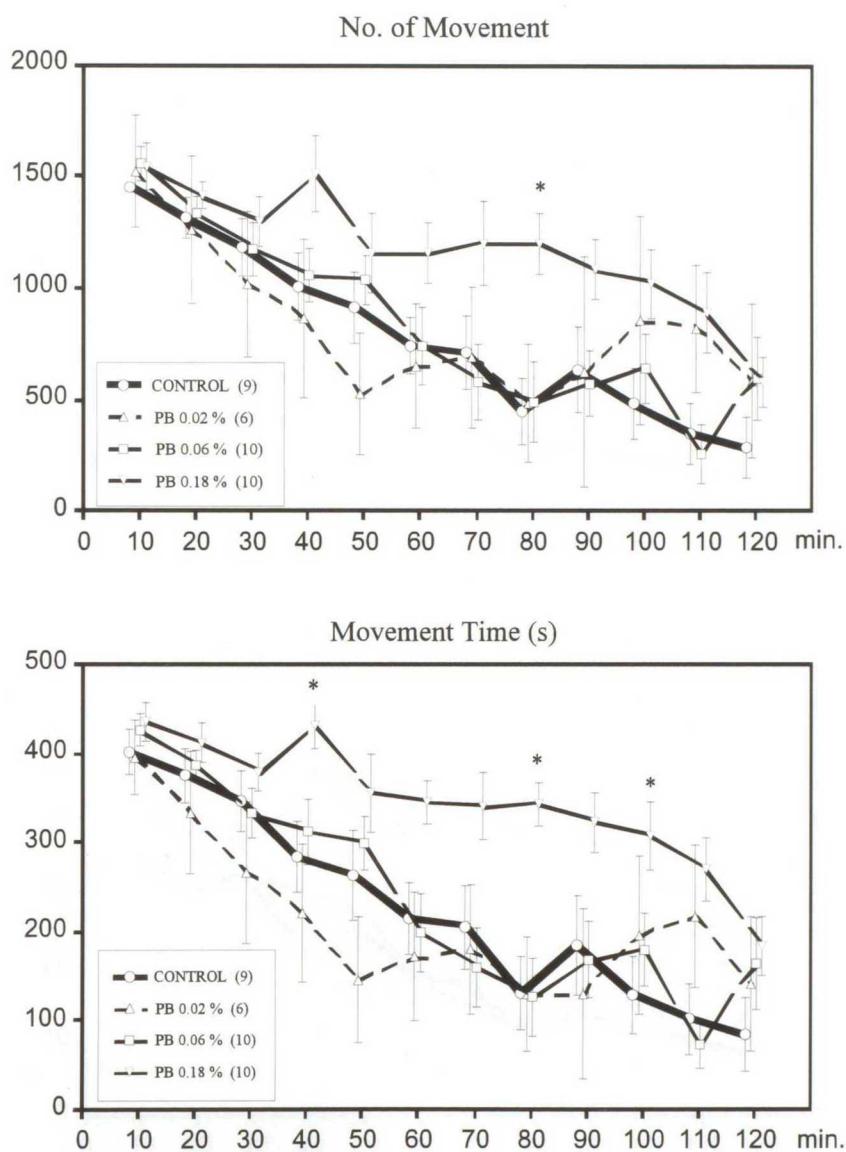 No. of Movement
2000
1500
1000
500
0
*
CONTROL (9)
PB 0.02 % (6)
PB 0.06 % (10)
PB 0.18 % (10)
0 10 20 30 40 50 60 70 80 90 100 110 120 min.
Movement Time (s)
500
400
300
200
100
0
* * *
CONTROL (9)
PB 0.02 % (6)
PB 0.06 % (10)
PB 0.18 % (10)
0 10 20 30 40 50 60 70 80 90 100 110 120 min.